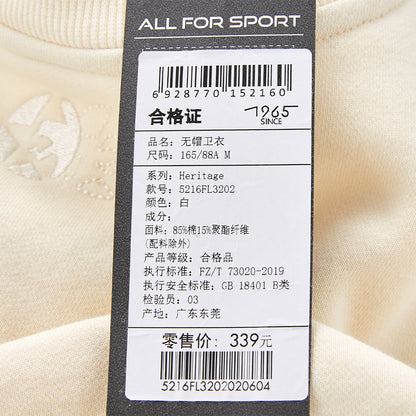 ALL FOR SPORT
6 928770 152160
合格证 1965
SINCE
品名: 无帽卫衣
尺码: 165/88A M
系列: Heritage
款号: 5216FL3202
颜色: 白
成分:
面料: 85%棉15%聚酯纤维
(配料除外)
产品等级: 合格品
执行标准: FZ/T 73020-2019
执行安全标准: GB 18401 B类
检验员: 03
产地: 广东东莞
零售价: 339元
5216FL3202020604